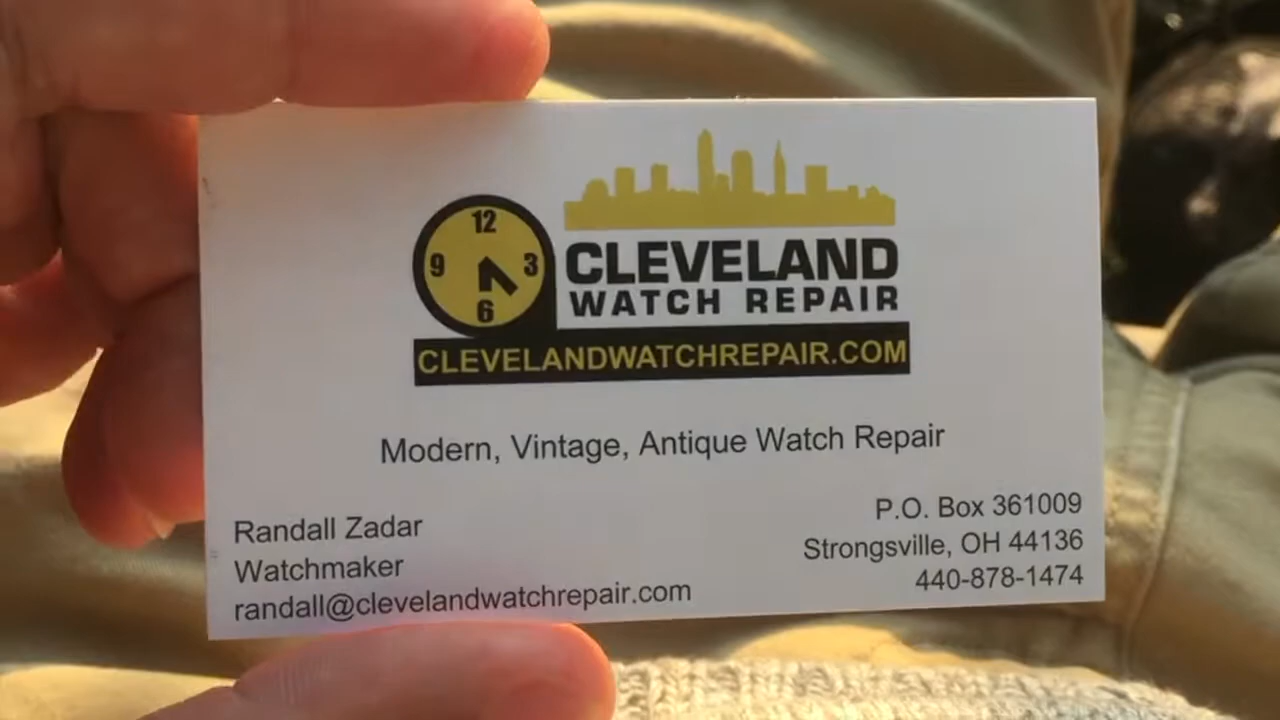 12
9
3
6
CLEVELAND
WATCH REPAIR
CLEVELANDWATCHREPAIR.COM
Modern, Vintage, Antique Watch Repair
Randall Zadar
Watchmaker
randall@clevelandwatchrepair.com
P.O. Box 361009
Strongsville, OH 44136
440-878-1474